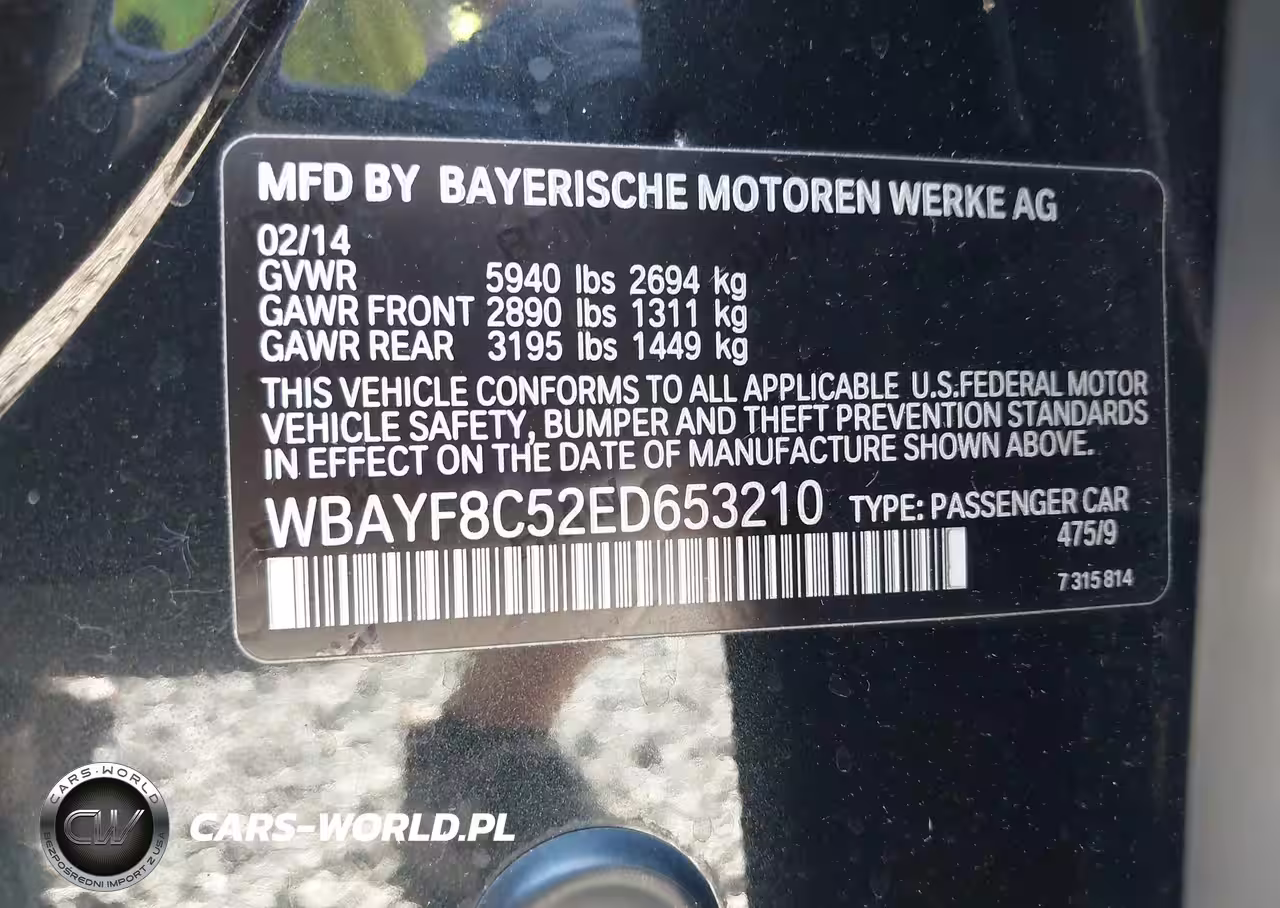 MFD BY BAYERISCHE MOTOREN WERKE AG
02/14
GVWR 5940 lbs 2694 kg
GAWR FRONT 2890 lbs 1311 kg
GAWR REAR 3195 lbs 1449 kg
THIS VEHICLE CONFORMS TO ALL APPLICABLE U.S.FEDERAL MOTOR
VEHICLE SAFETY, BUMPER AND THEFT PREVENTION STANDARDS
IN EFFECT ON THE DATE OF MANUFACTURE SHOWN ABOVE.
WBAYF8C52ED653210 TYPE: PASSENGER CAR
475/9
7 315 814
CARS-WORLD
CW
BEZPOŚREDNI IMPORT Z USA
CARS-WORLD.PL